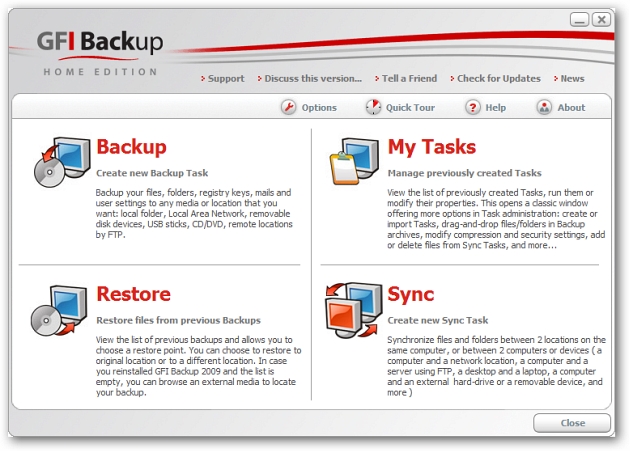 GFI Backup
HOME EDITION
Support
Discuss this version...
Tell a Friend
Check for Updates
News
Options
Quick Tour
Help
About
Backup
Create new Backup Task
Backup your files, folders, registry keys, mails and
user settings to any media or location that you
want: local folder, Local Area Network, removable
disk devices, USB sticks, CD/DVD, remote locations
by FTP.
My Tasks
Manage previously created Tasks
View the list of previously created Tasks, run them or
modify their properties. This opens a classic window
offering more options in Task administration: create or
import Tasks, drag-and-drop files/folders in Backup
archives, modify compression and security settings, add
or delete files from Sync Tasks, and more...
Restore
Restore files from previous Backups
View the list of previous backups and allows you to
choose a restore point. You can choose to restore to
original location or to a different location. In case
you reinstalled GFI Backup 2009 and the list is
empty, you can browse an external media to locate
your backup.
Sync
Create new Sync Task
Synchronize files and folders between 2 locations on
the same computer, or between 2 computers or devices ( a
computer and a network location, a computer and a
server using FTP, a desktop and a laptop, a computer
and an external hard-drive or a removable device, and
more )
Close